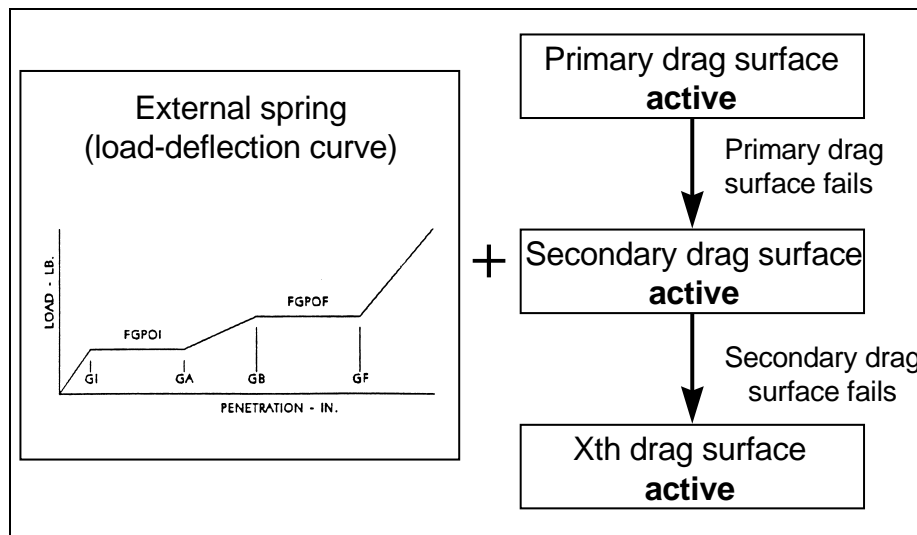 External spring
(load-deflection curve)
LOAD - LB.
FGPOI
FGPOF
GI
GA
GB
GF
PENETRATION - IN.
+
Primary drag surface
active
Primary drag
surface fails
Secondary drag surface
active
Secondary drag
surface fails
Xth drag surface
active